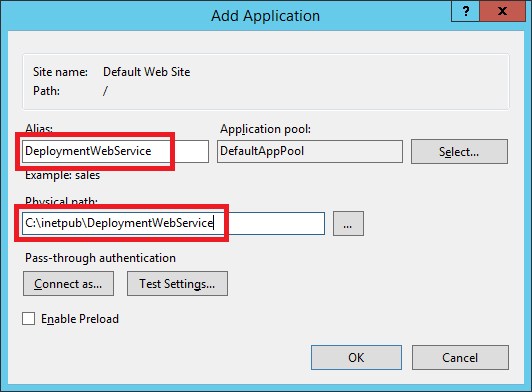 Add Application
?
x
Site name: Default Web Site
Path: /
Alias: Application pool:
DeploymentWebService DefaultAppPool Select...
Example: sales
Physical path:
C:\inetpub\DeploymentWebService ...
Pass-through authentication
Connect as... Test Settings...
Enable Preload
OK Cancel